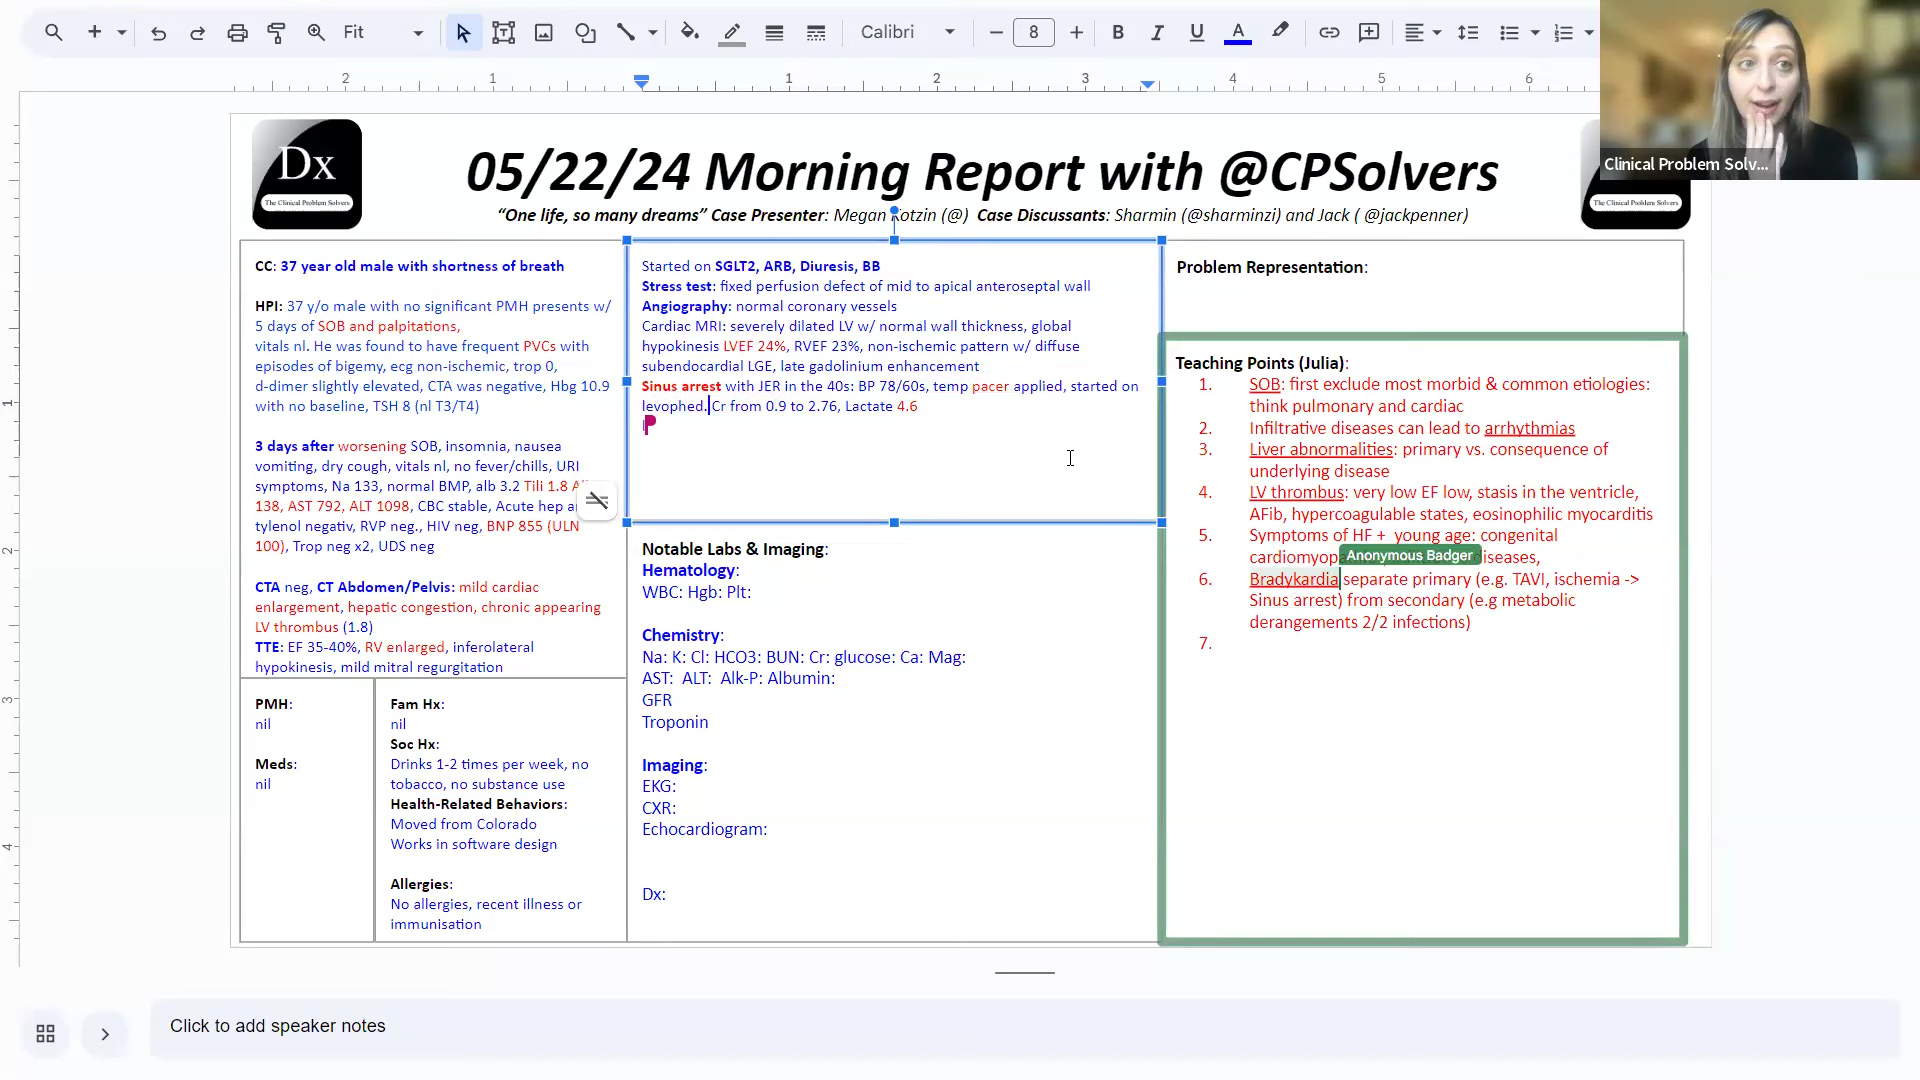 Fit
Calibri
8
B I U A
2 1 1 2 3 4 5 6
Clinical Problem Solv...
Dx
The Clinical Problem Solvers
05/22/24 Morning Report with @CPSolvers
The Clinical Problem Solvers
“One life, so many dreams” Case Presenter: Megan Kotzin (@) Case Discussants: Sharmin (@sharminzi) and Jack ( @jackpenner)
CC: 37 year old male with shortness of breath
HPI: 37 y/o male with no significant PMH presents w/
5 days of SOB and palpitations,
vitals nl. He was found to have frequent PVCs with
episodes of bigemy, ecg non-ischemic, trop 0,
d-dimer slightly elevated, CTA was negative, Hbg 10.9
with no baseline, TSH 8 (nl T3/T4)
3 days after worsening SOB, insomnia, nausea
vomiting, dry cough, vitals nl, no fever/chills, URI
symptoms, Na 133, normal BMP, alb 3.2 Tili 1.8
138, AST 792, ALT 1098, CBC stable, Acute hep
tylenol negativ, RVP neg., HIV neg, BNP 855 (ULN
100), Trop neg x2, UDS neg
CTA neg, CT Abdomen/Pelvis: mild cardiac
enlargement, hepatic congestion, chronic appearing
LV thrombus (1.8)
TTE: EF 35-40%, RV enlarged, inferolateral
hypokinesis, mild mitral regurgitation
PMH:
nil
Meds:
nil
Fam Hx:
nil
Soc Hx:
Drinks 1-2 times per week, no
tobacco, no substance use
Health-Related Behaviors:
Moved from Colorado
Works in software design
Allergies:
No allergies, recent illness or
immunisation
Started on SGLT2, ARB, Diuresis, BB
Stress test: fixed perfusion defect of mid to apical anteroseptal wall
Angiography: normal coronary vessels
Cardiac MRI: severely dilated LV w/ normal wall thickness, global
hypokinesis LVEF 24%, RVEF 23%, non-ischemic pattern w/ diffuse
subendocardial LGE, late gadolinium enhancement
Sinus arrest with JER in the 40s: BP 78/60s, temp pacer applied, started on
levophed. Cr from 0.9 to 2.76, Lactate 4.6
P
Notable Labs & Imaging:
Hematology:
WBC: Hgb: Plt:
Chemistry:
Na: K: Cl: HCO3: BUN: Cr: glucose: Ca: Mag:
AST: ALT: Alk-P: Albumin:
GFR
Troponin
Imaging:
EKG:
CXR:
Echocardiogram:
Dx:
Problem Representation:
Teaching Points (Julia):
1. SOB: first exclude most morbid & common etiologies:
think pulmonary and cardiac
2. Infiltrative diseases can lead to arrhythmias
3. Liver abnormalities: primary vs. consequence of
underlying disease
4. LV thrombus: very low EF low, stasis in the ventricle,
AFib, hypercoagulable states, eosinophilic myocarditis
5. Symptoms of HF + young age: congenital
Anonymous Badger
6. Bradykardia separate primary (e.g. TAVI, ischemia ->
Sinus arrest) from secondary (e.g metabolic
derangements 2/2 infections)
7.
1
2
3
4
Click to add speaker notes